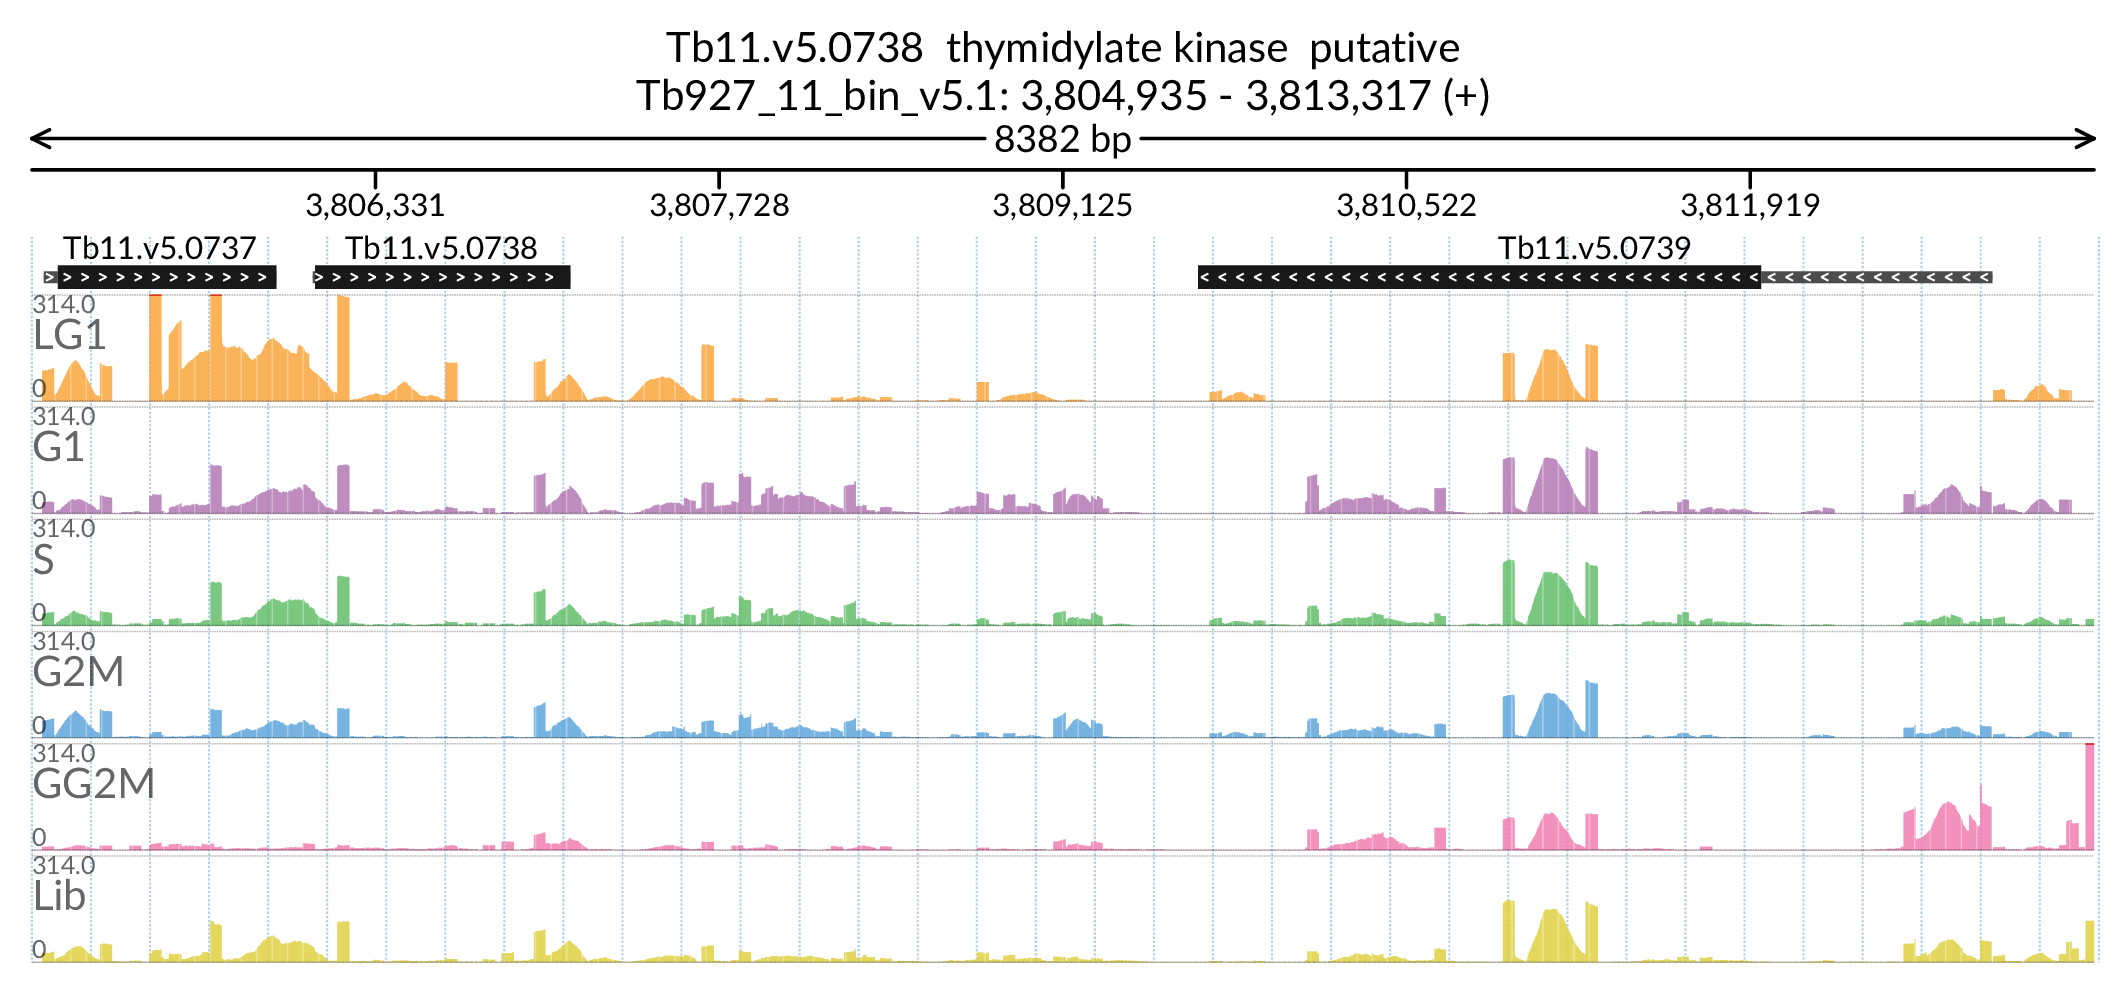 Tb11.v5.0738 thymidylate kinase putative
Tb927_11_bin_v5.1: 3,804,935 - 3,813,317 (+)
8382 bp
3,806,331 3,807,728 3,809,125 3,810,522 3,811,919
Tb11.v5.0737 Tb11.v5.0738 Tb11.v5.0739
314.0
LG1
0
314.0
G1
0
314.0
S
0
314.0
G2M
0
314.0
GG2M
0
314.0
Lib
0